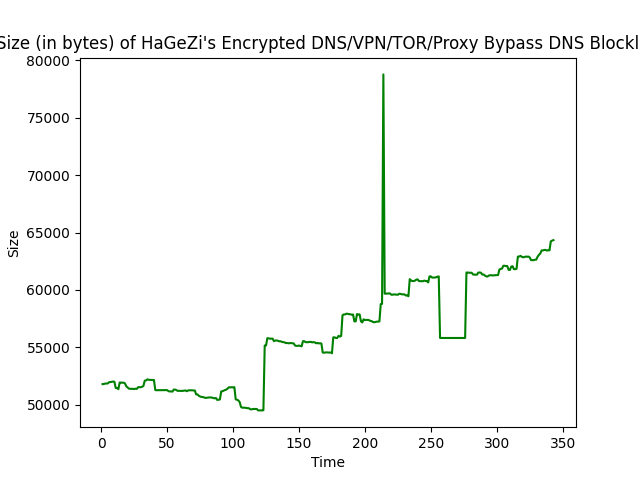 Size (in bytes) of HaGeZi's Encrypted DNS/VPN/TOR/Proxy Bypass DNS Blockl
80000
75000
70000
65000
60000
55000
50000
Size
0 50 100 150 200 250 300 350
Time